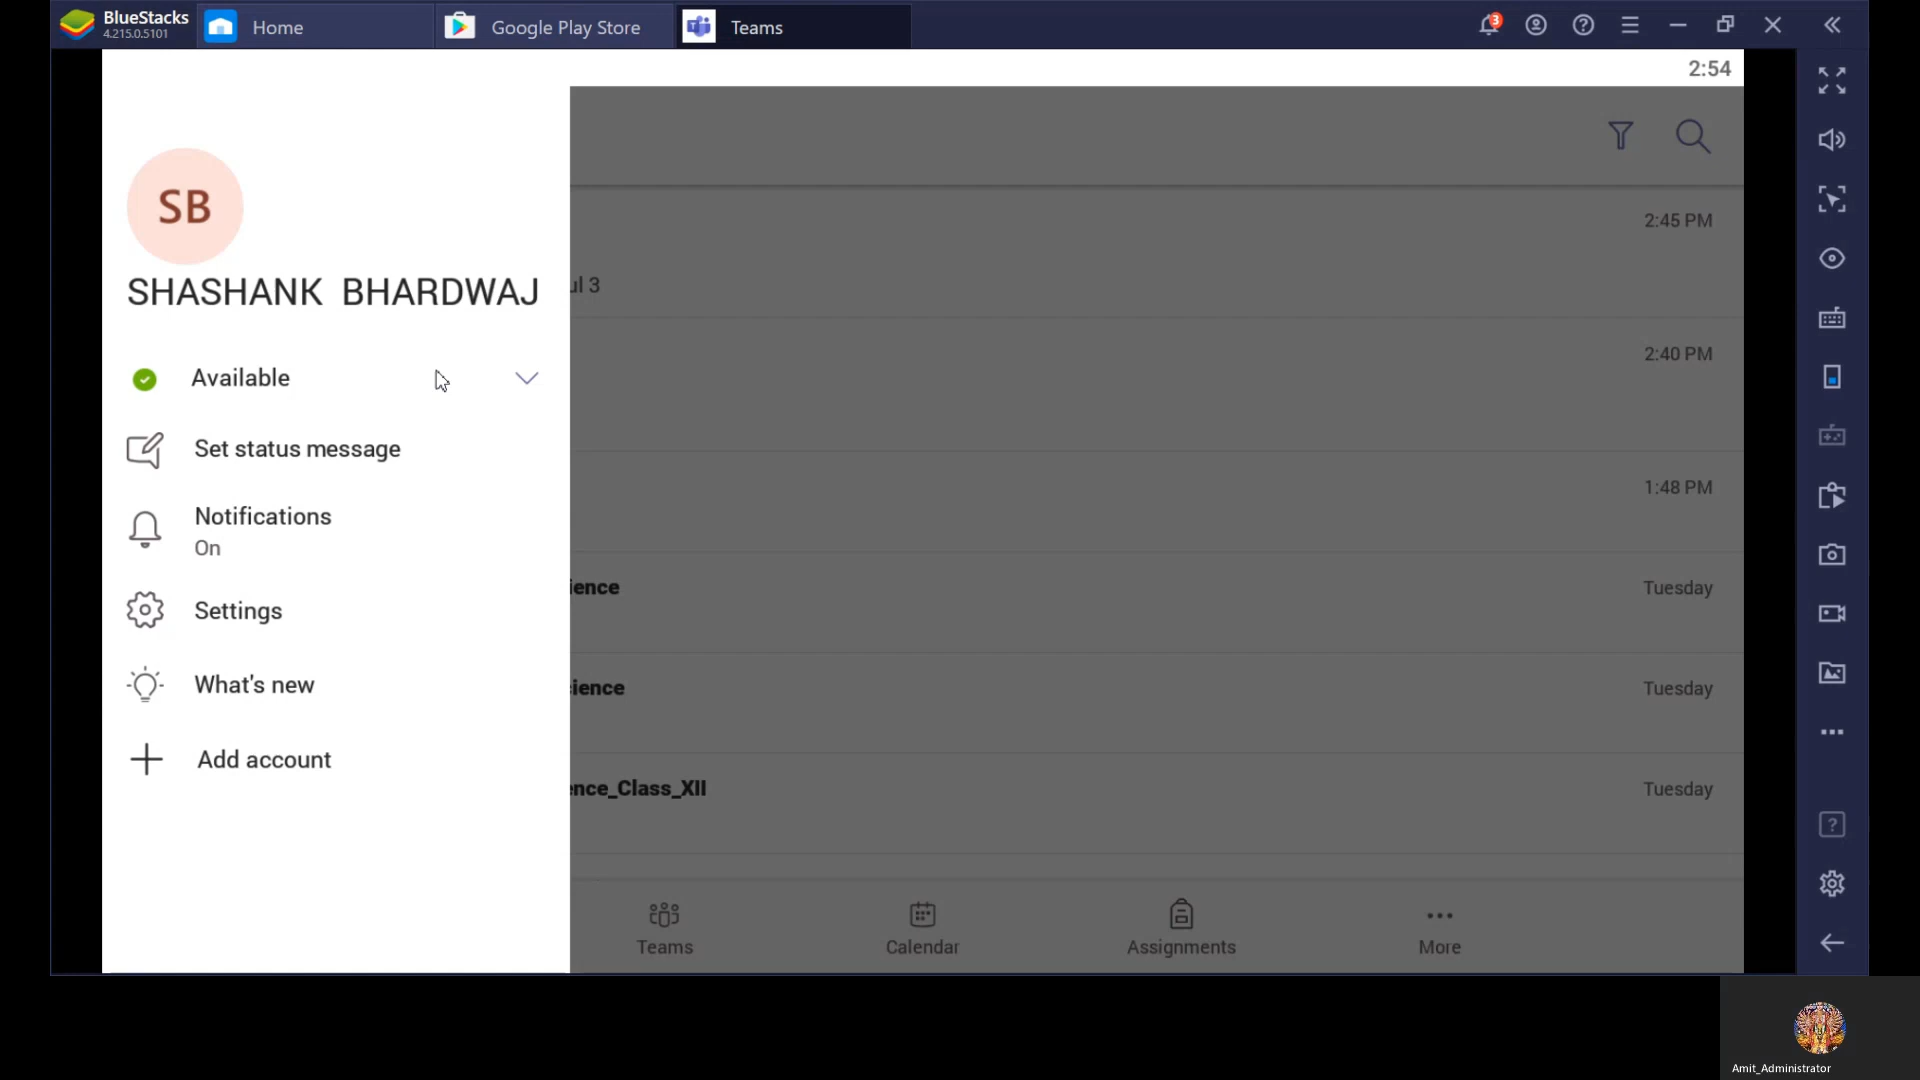 BlueStacks
4.215.0.5101
Home
Google Play Store
Teams
3
2:54
SB
SHASHANK BHARDWAJ
Available
Set status message
Notifications
On
Settings
What's new
Add account
2:45 PM
ul 3
2:40 PM
1:48 PM
ience
Tuesday
cience
Tuesday
ence_Class_XII
Tuesday
Teams
Calendar
Assignments
More
Amit_Administrator